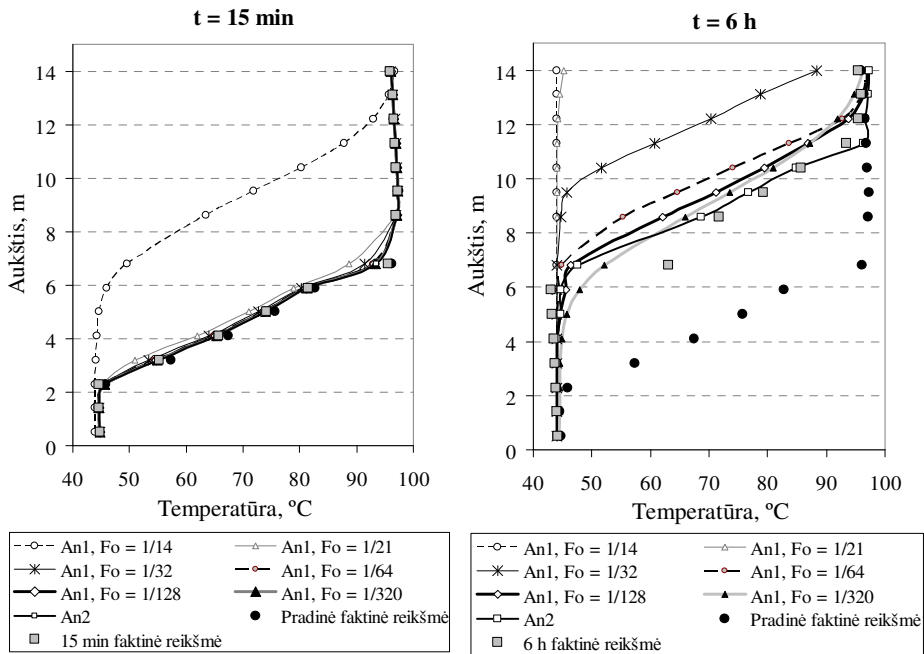 t = 15 min
Aukštis, m
14
12
10
8
6
4
2
0
40 50 60 70 80 90 100
Temperatūra, ºC
An1, Fo = 1/14
An1, Fo = 1/21
An1, Fo = 1/32
An1, Fo = 1/64
An1, Fo = 1/128
An1, Fo = 1/320
An2
Pradinė faktinė reikšmė
15 min faktinė reikšmė
t = 6 h
Aukštis, m
14
12
10
8
6
4
2
0
40 50 60 70 80 90 100
Temperatūra, ºC
An1, Fo = 1/14
An1, Fo = 1/21
An1, Fo = 1/32
An1, Fo = 1/64
An1, Fo = 1/128
An1, Fo = 1/320
An2
Pradinė faktinė reikšmė
6 h faktinė reikšmė